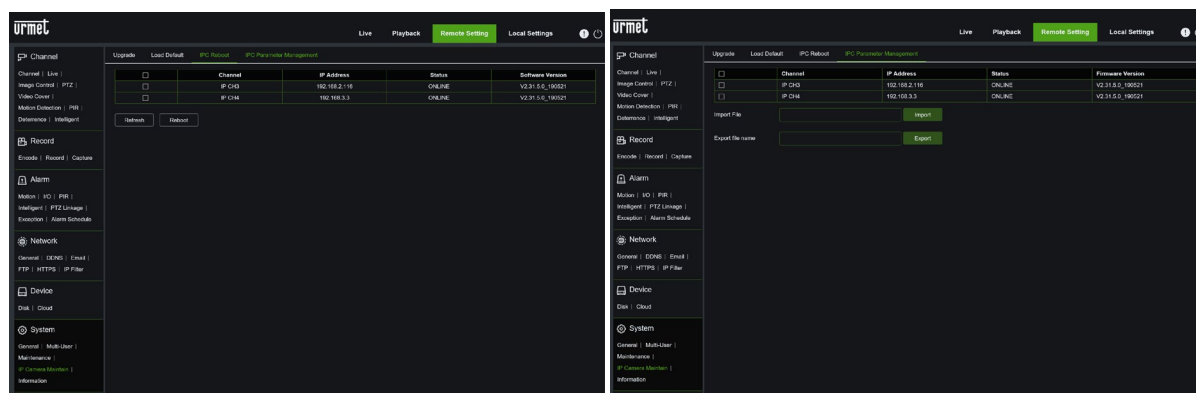 urmet
Live Playback Remote Setting Local Settings
Channel
Channel | Live |
Image Control | PTZ |
Video Cover |
Motion Detection | PIR |
Deterrence | Intelligent
Record
Encode | Record | Capture
Alarm
Motion | I/O | PIR |
Intelligent | PTZ Linkage |
Exception | Alarm Schedule
Network
General | DDNS | Email |
FTP | HTTPS | IP Filter
Device
Disk | Cloud
System
General | Multi-User |
Maintenance |
IP Camera Maintain |
Information
Upgrade Load Default IPC Reboot IPC Parameter Management
Channel IP Address Status Software Version
IP CH3 192.168.2.116 ONLINE V2.31.5.0_190521
IP CH4 192.168.3.3 ONLINE V2.31.5.0_190521
Refresh Reboot
urmet
Live Playback Remote Setting Local Settings
Channel
Channel | Live |
Image Control | PTZ |
Video Cover |
Motion Detection | PIR |
Deterrence | Intelligent
Record
Encode | Record | Capture
Alarm
Motion | I/O | PIR |
Intelligent | PTZ Linkage |
Exception | Alarm Schedule
Network
General | DDNS | Email |
FTP | HTTPS | IP Filter
Device
Disk | Cloud
System
General | Multi-User |
Maintenance |
IP Camera Maintain |
Information
Upgrade Load Default IPC Reboot IPC Parameter Management
Channel IP Address Status Firmware Version
IP CH3 192.168.2.116 ONLINE V2.31.5.0_190521
IP CH4 192.168.3.3 ONLINE V2.31.5.0_190521
Import File Import
Export file name Export